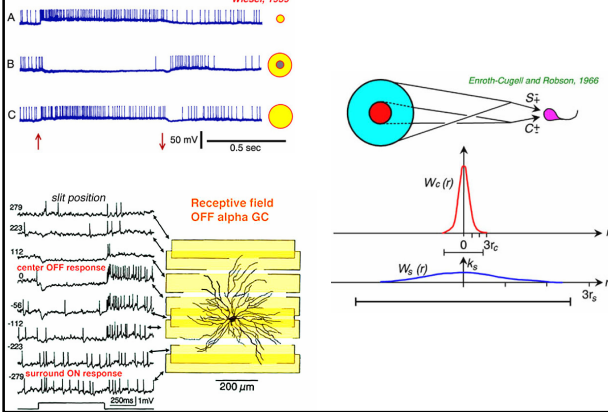 Wiesel, 1959
A
B
C
50 mV
0.5 sec
slit position
279
223
112
center OFF response
0
-56
-112
-223
surround ON response
-279
250ms
1mV
Receptive field
OFF alpha GC
200 µm
Enroth-Cugell and Robson, 1966
S∓
C±
Wc (r)
0
3rc
r
Ws (r)
ks
r
3rs